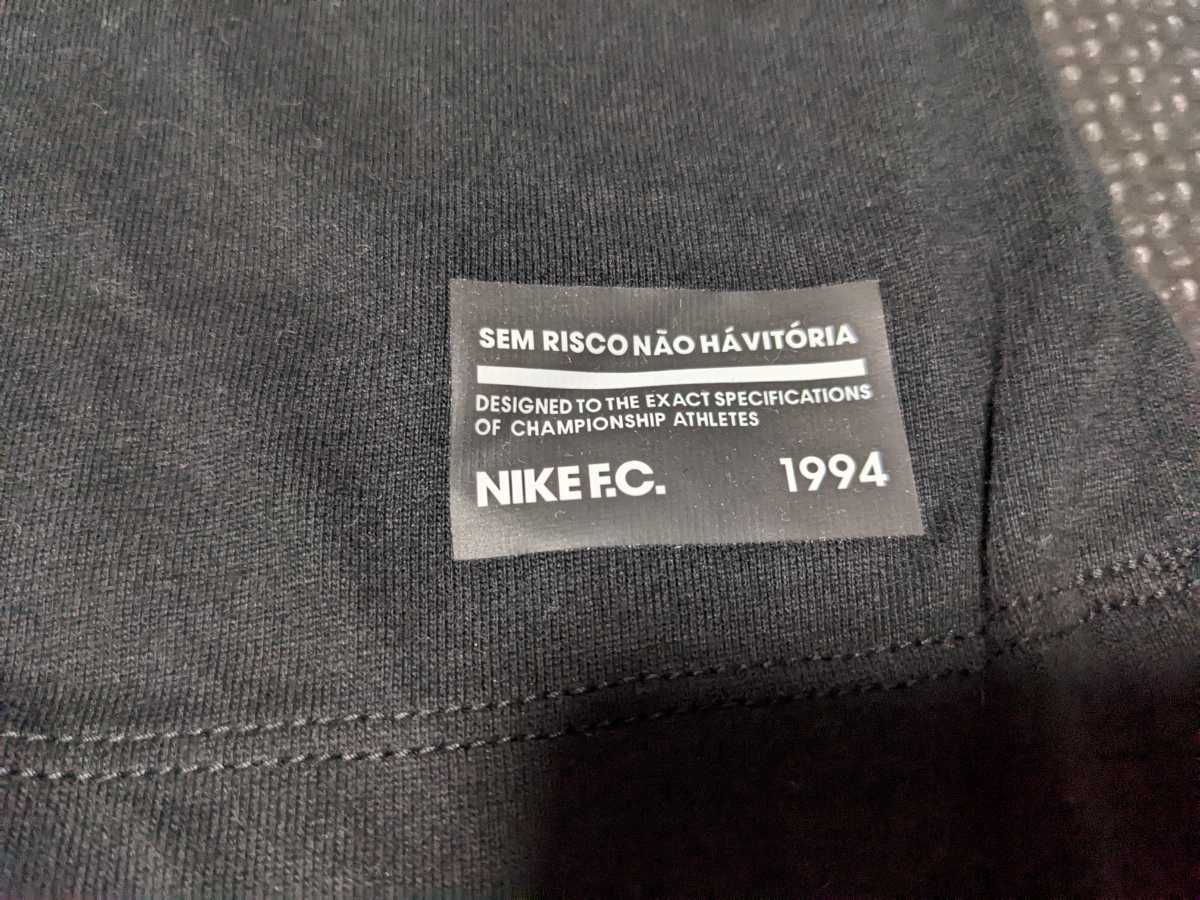 SEM RISCO NÃO HÁ VITÓRIA
DESIGNED TO THE EXACT SPECIFICATIONS
OF CHAMPIONSHIP ATHLETES
NIKE F.C. 1994